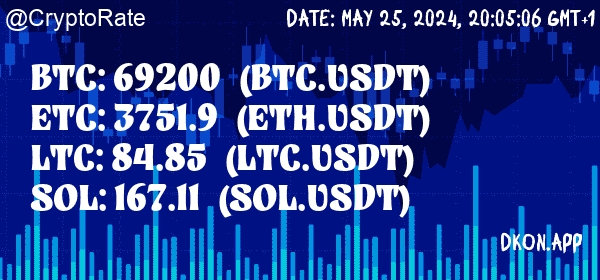 @CryptoRate
DATE: MAY 25, 2024, 20:05:06 GMT+1
BTC: 69200 (BTC.USDT)
ETC: 3751.9 (ETH.USDT)
LTC: 84.85 (LTC.USDT)
SOL: 167.11 (SOL.USDT)
DKON.APP